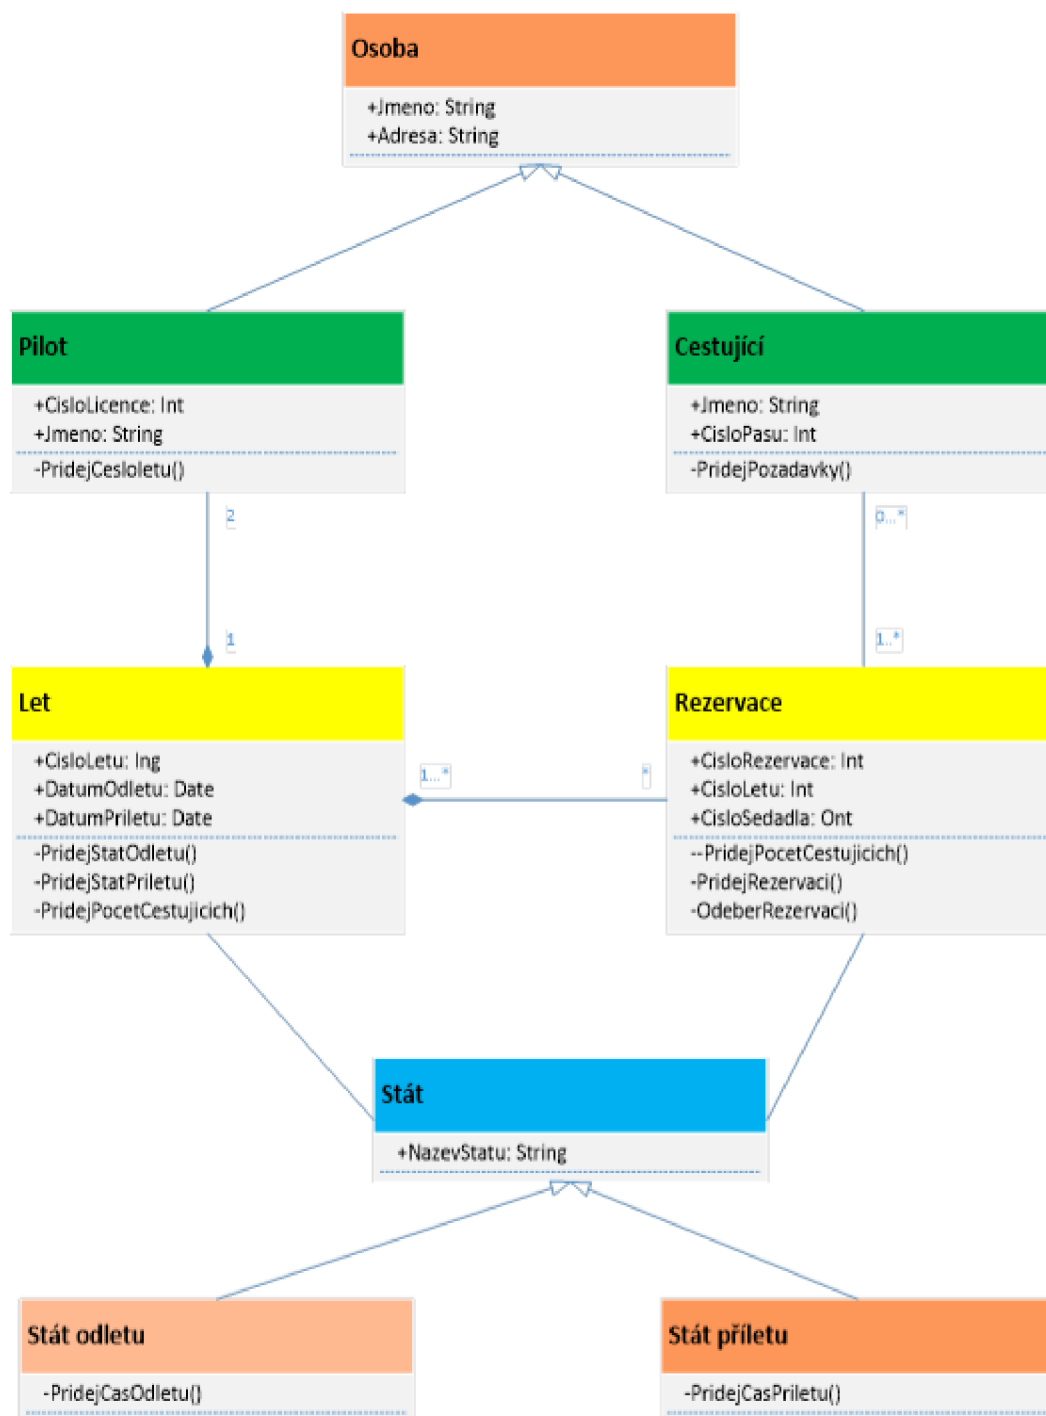 Osoba
+Jmeno: String
+Adresa: String
Pilot
+CisloLicence: Int
+Jmeno: String
-PridejCesloletu()
Cestující
+Jmeno: String
+CisloPasu: Int
-PridejPozadavky()
2
0...*
1
1..*
Let
+CisloLetu: Ing
+DatumOdletu: Date
+DatumPriletu: Date
-PridejStatOdletu()
-PridejStatPriletu()
-PridejPocetCestujicich()
1...*
*
Rezervace
+CisloRezervace: Int
+CisloLetu: Int
+CisloSedadla: Ont
--PridejPocetCestujicich()
-PridejRezervaci()
-OdeberRezervaci()
Stát
+NazevStatu: String
Stát odletu
-PridejCasOdletu()
Stát příletu
-PridejCasPriletu()